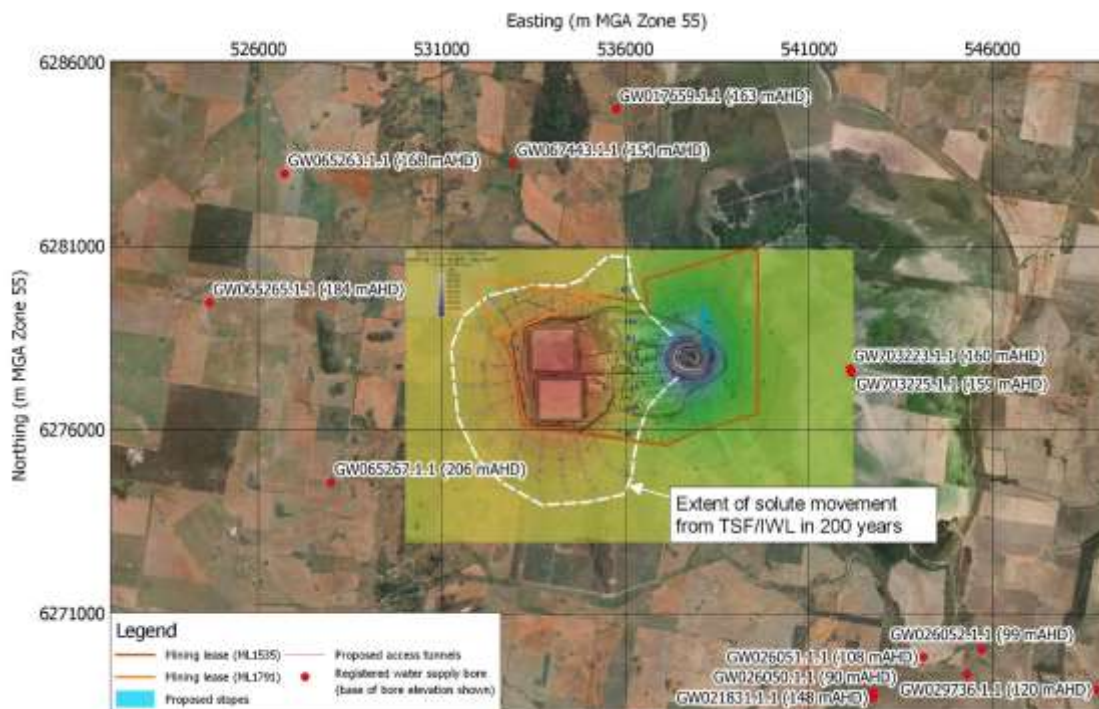 Easting (m MGA Zone 55)
526000 531000 536000 541000 546000
6286000
GW017659.1.1 (163 mAHD)
GW067443.1.1 (154 mAHD)
GW065263.1.1 (168 mAHD)
6281000
GW065265.1.1 (184 mAHD)
GW703223.1.1 (160 mAHD)
GW703225.1.1 (159 mAHD)
Northing (m MGA Zone 55)
6276000
GW065267.1.1 (206 mAHD)
Extent of solute movement
from TSF/IWL in 200 years
6271000
GW026052.1.1 (99 mAHD)
GW026051.1.1 (108 mAHD)
GW026050.1.1 (90 mAHD)
GW029736.1.1 (120 mAHD)
GW021831.1.1 (148 mAHD)
Legend
Mining lease (ML1535)
Mining lease (ML1791)
Proposed stopes
Proposed access funnels
Registered water supply bore
(base of bore elevation shown)